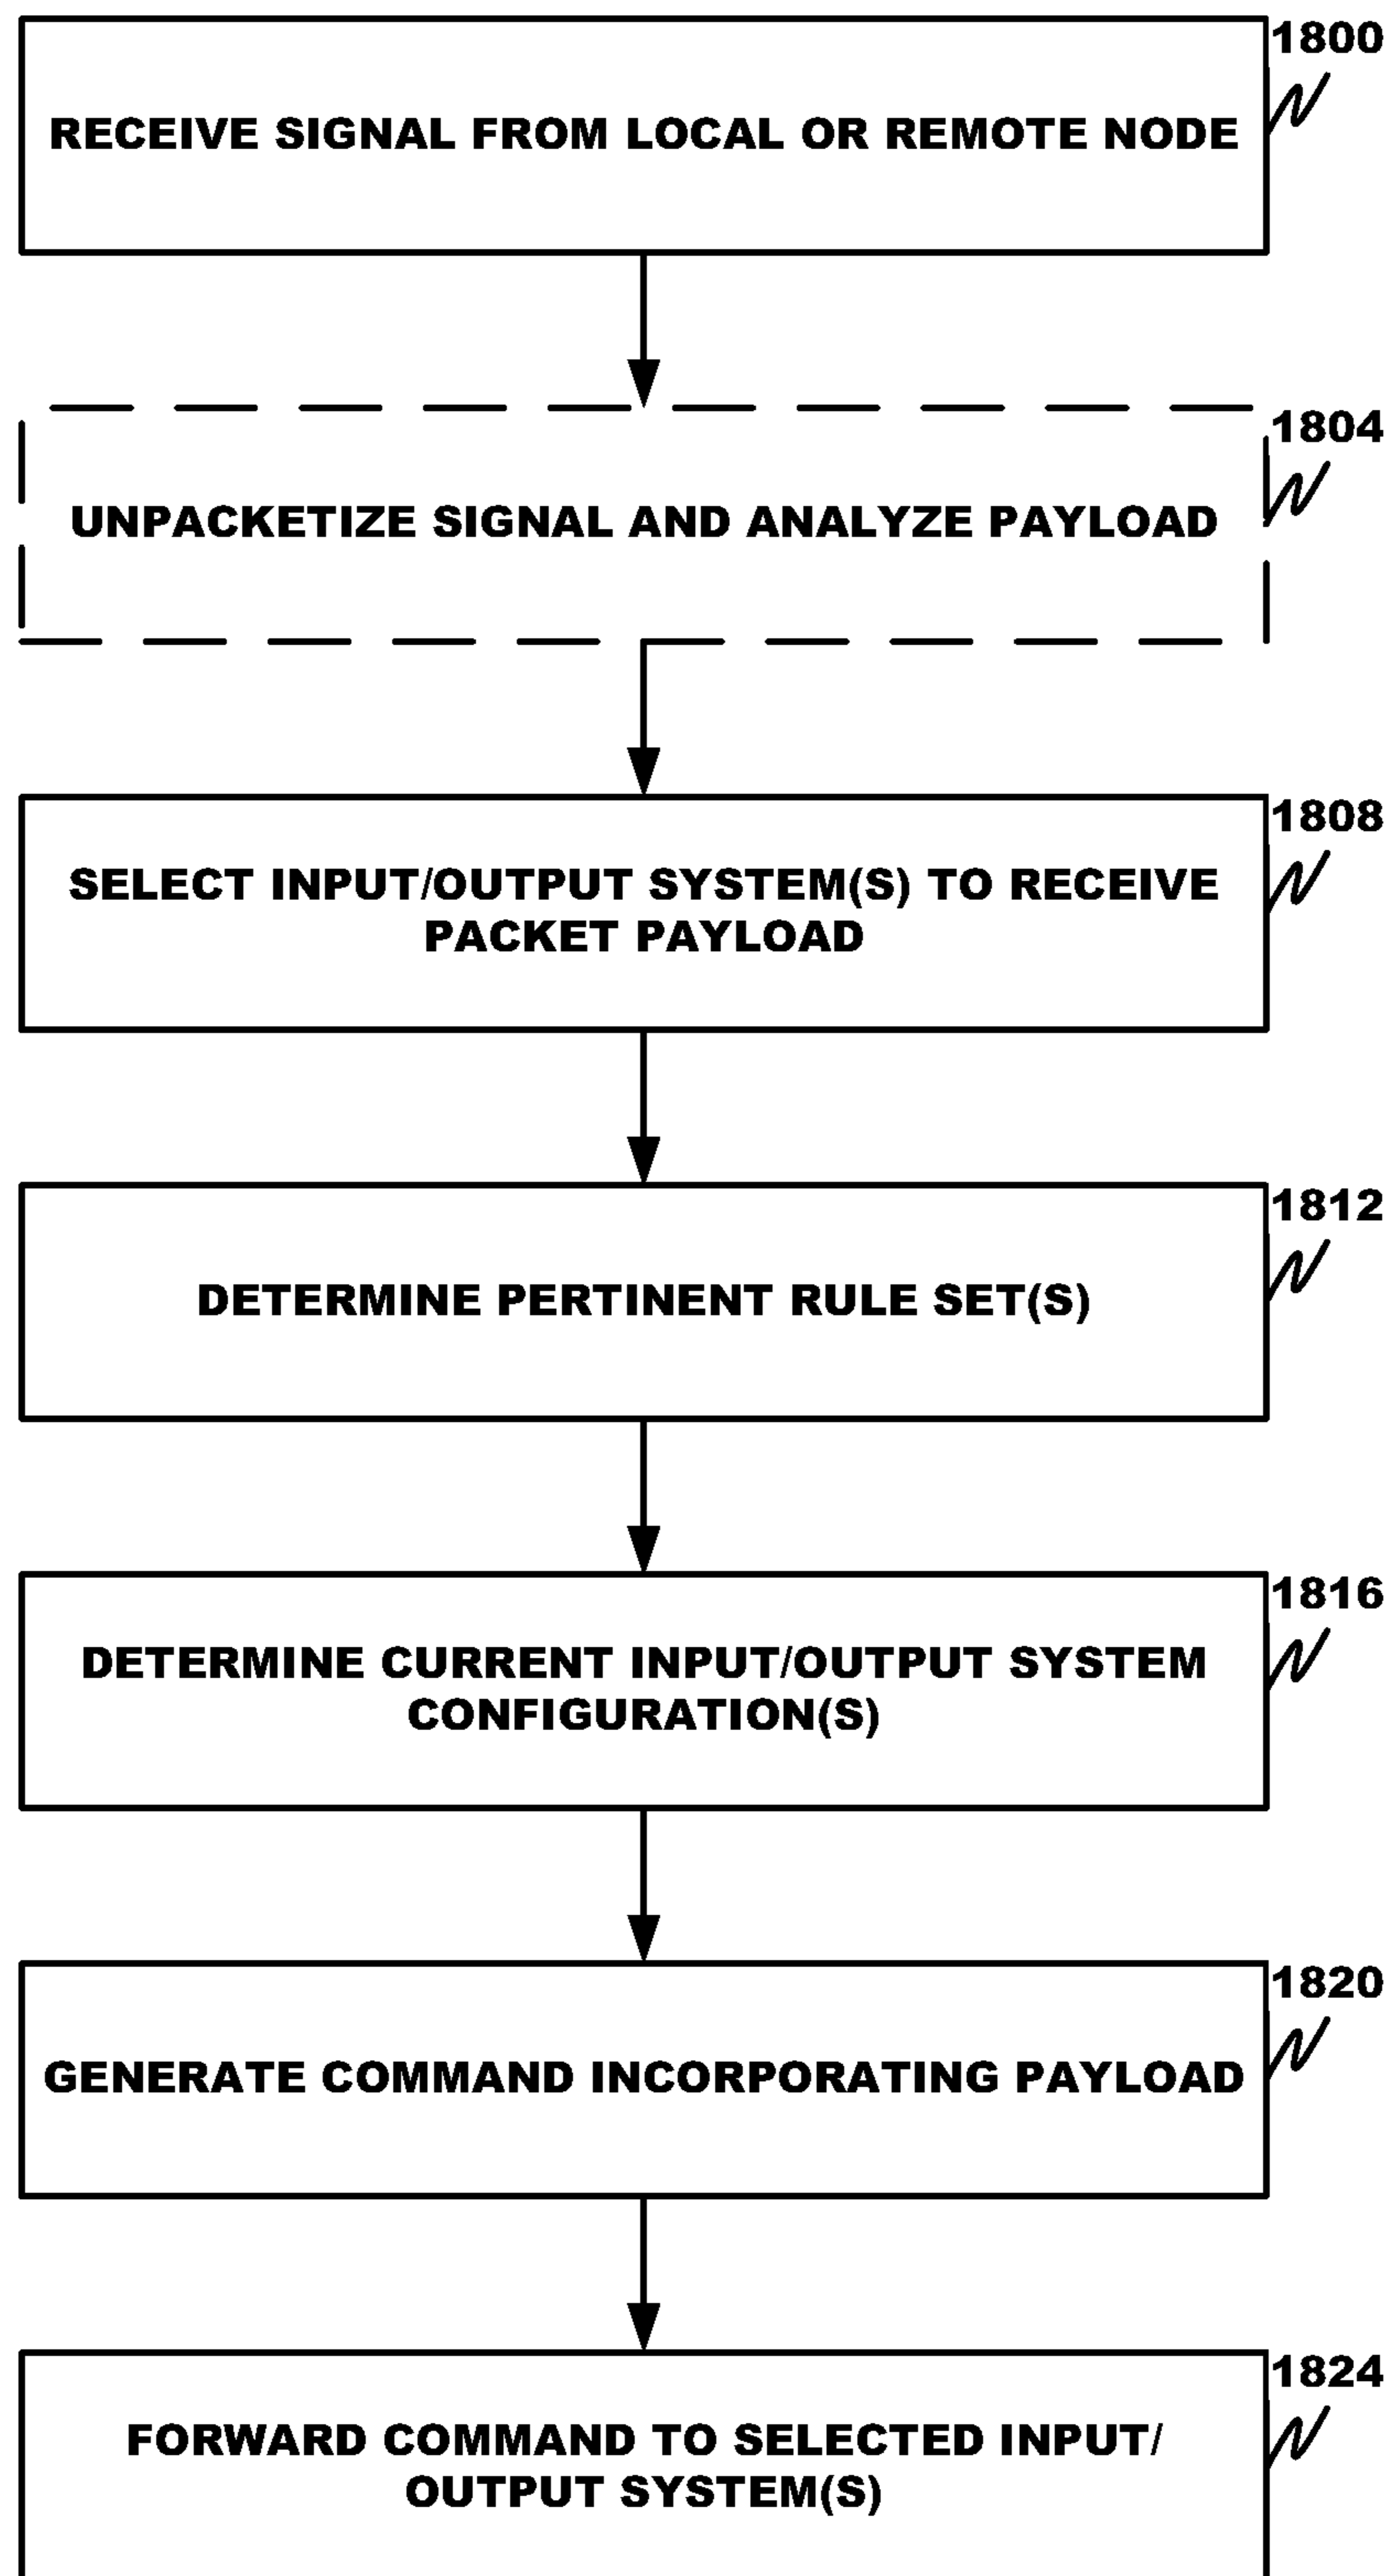 1800
RECEIVE SIGNAL FROM LOCAL OR REMOTE NODE
1804
UNPACKETIZE SIGNAL AND ANALYZE PAYLOAD
1808
SELECT INPUT/OUTPUT SYSTEM(S) TO RECEIVE
PACKET PAYLOAD
1812
DETERMINE PERTINENT RULE SET(S)
1816
DETERMINE CURRENT INPUT/OUTPUT SYSTEM
CONFIGURATION(S)
1820
GENERATE COMMAND INCORPORATING PAYLOAD
1824
FORWARD COMMAND TO SELECTED INPUT/
OUTPUT SYSTEM(S)